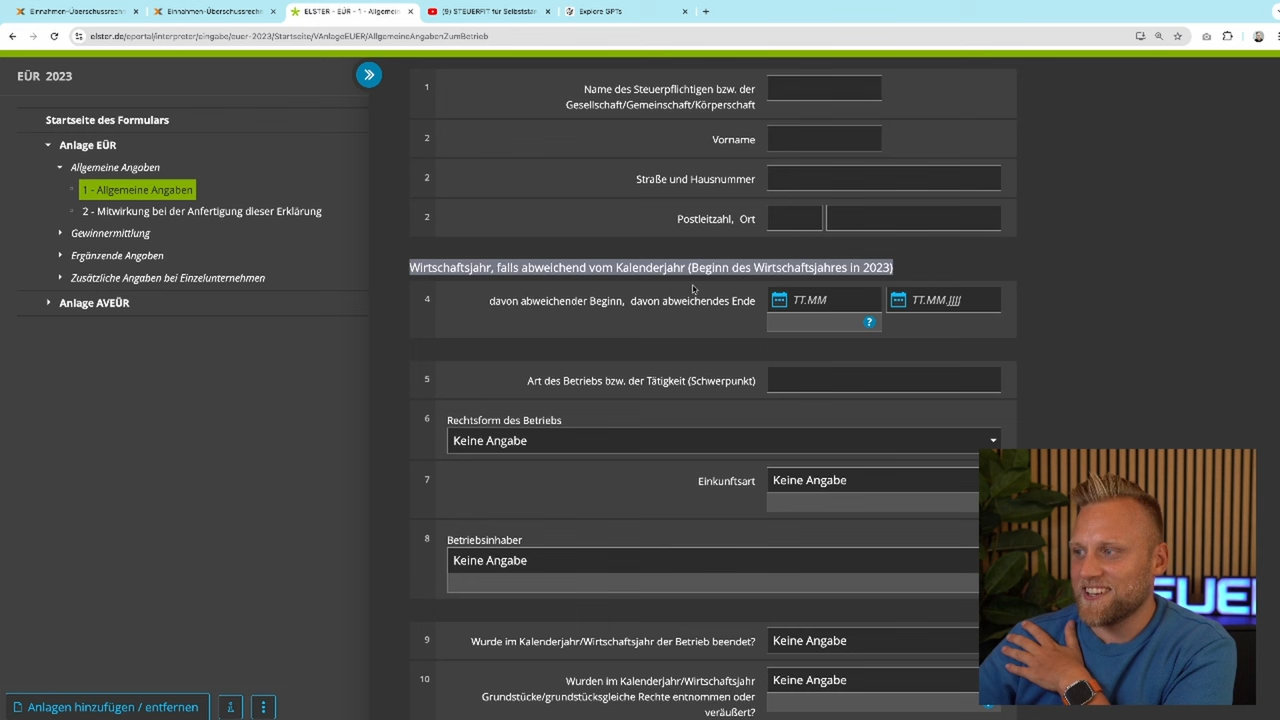 Einnahmen-Überschussrechn
Einnahmen-Überschussrechn
ELSTER - EÜR - 1 - Allgemeine
(9) STEUERFIT für Selbststän
Explore GPTs
elster.de/eportal/interpreter/eingabe/euer-2023/Startseite/VAnlageEUER/AllgemeineAngabenZumBetrieb
EÜR 2023
Startseite des Formulars
Anlage EÜR
Allgemeine Angaben
1 - Allgemeine Angaben
2 - Mitwirkung bei der Anfertigung dieser Erklärung
Gewinnermittlung
Ergänzende Angaben
Zusätzliche Angaben bei Einzelunternehmen
Anlage AVEÜR
Anlagen hinzufügen / entfernen
1 Name des Steuerpflichtigen bzw. der
Gesellschaft/Gemeinschaft/Körperschaft
2 Vorname
2 Straße und Hausnummer
2 Postleitzahl, Ort
Wirtschaftsjahr, falls abweichend vom Kalenderjahr (Beginn des Wirtschaftsjahres in 2023)
4 davon abweichender Beginn, davon abweichendes Ende TT.MM TT.MM.JJJJ
?
5 Art des Betriebs bzw. der Tätigkeit (Schwerpunkt)
6 Rechtsform des Betriebs
Keine Angabe
7 Einkunftsart Keine Angabe
8 Betriebsinhaber
Keine Angabe
9 Wurde im Kalenderjahr/Wirtschaftsjahr der Betrieb beendet? Keine Angabe
10 Wurden im Kalenderjahr/Wirtschaftsjahr Keine Angabe
Grundstücke/grundstücksgleiche Rechte entnommen oder
veräußert?
EUE